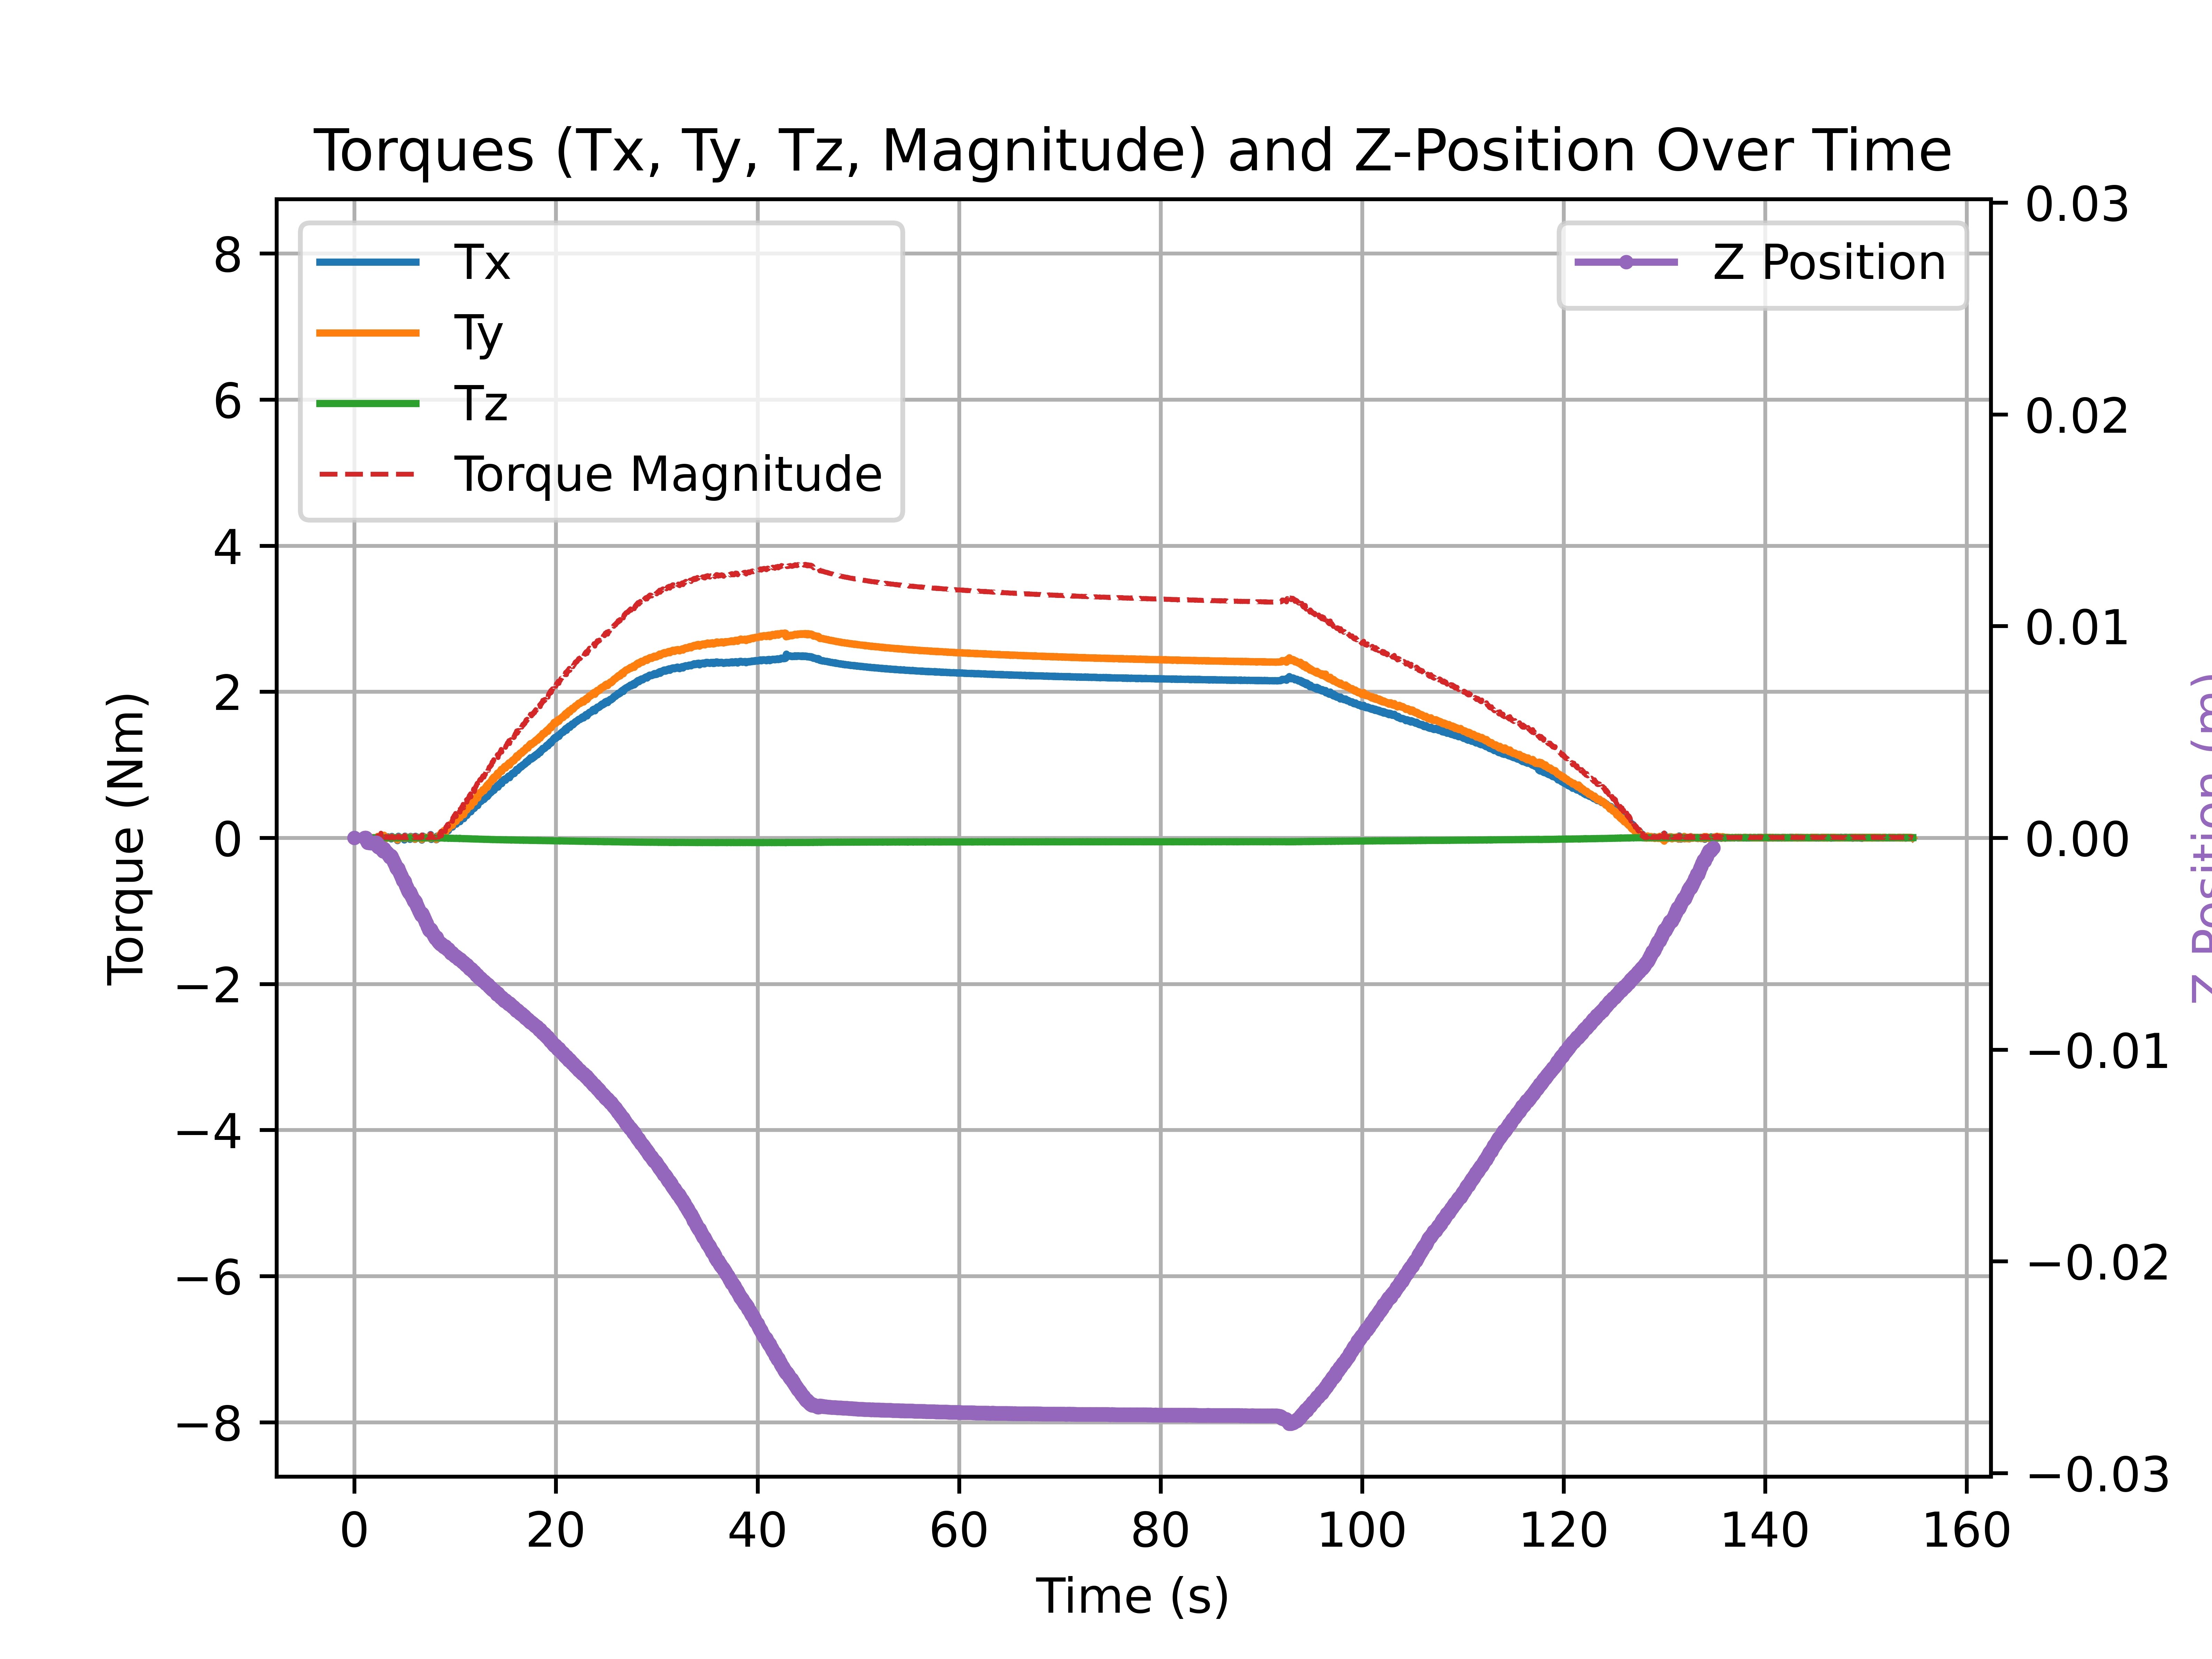 Torques (Tx, Ty, Tz, Magnitude) and Z-Position Over Time
Tx
Ty
Tz
Torque Magnitude
Z Position
Torque (Nm)
8
6
4
2
0
−2
−4
−6
−8
0.03
0.02
0.01
0.00
−0.01
−0.02
−0.03
Z Position (m)
0 20 40 60 80 100 120 140 160
Time (s)